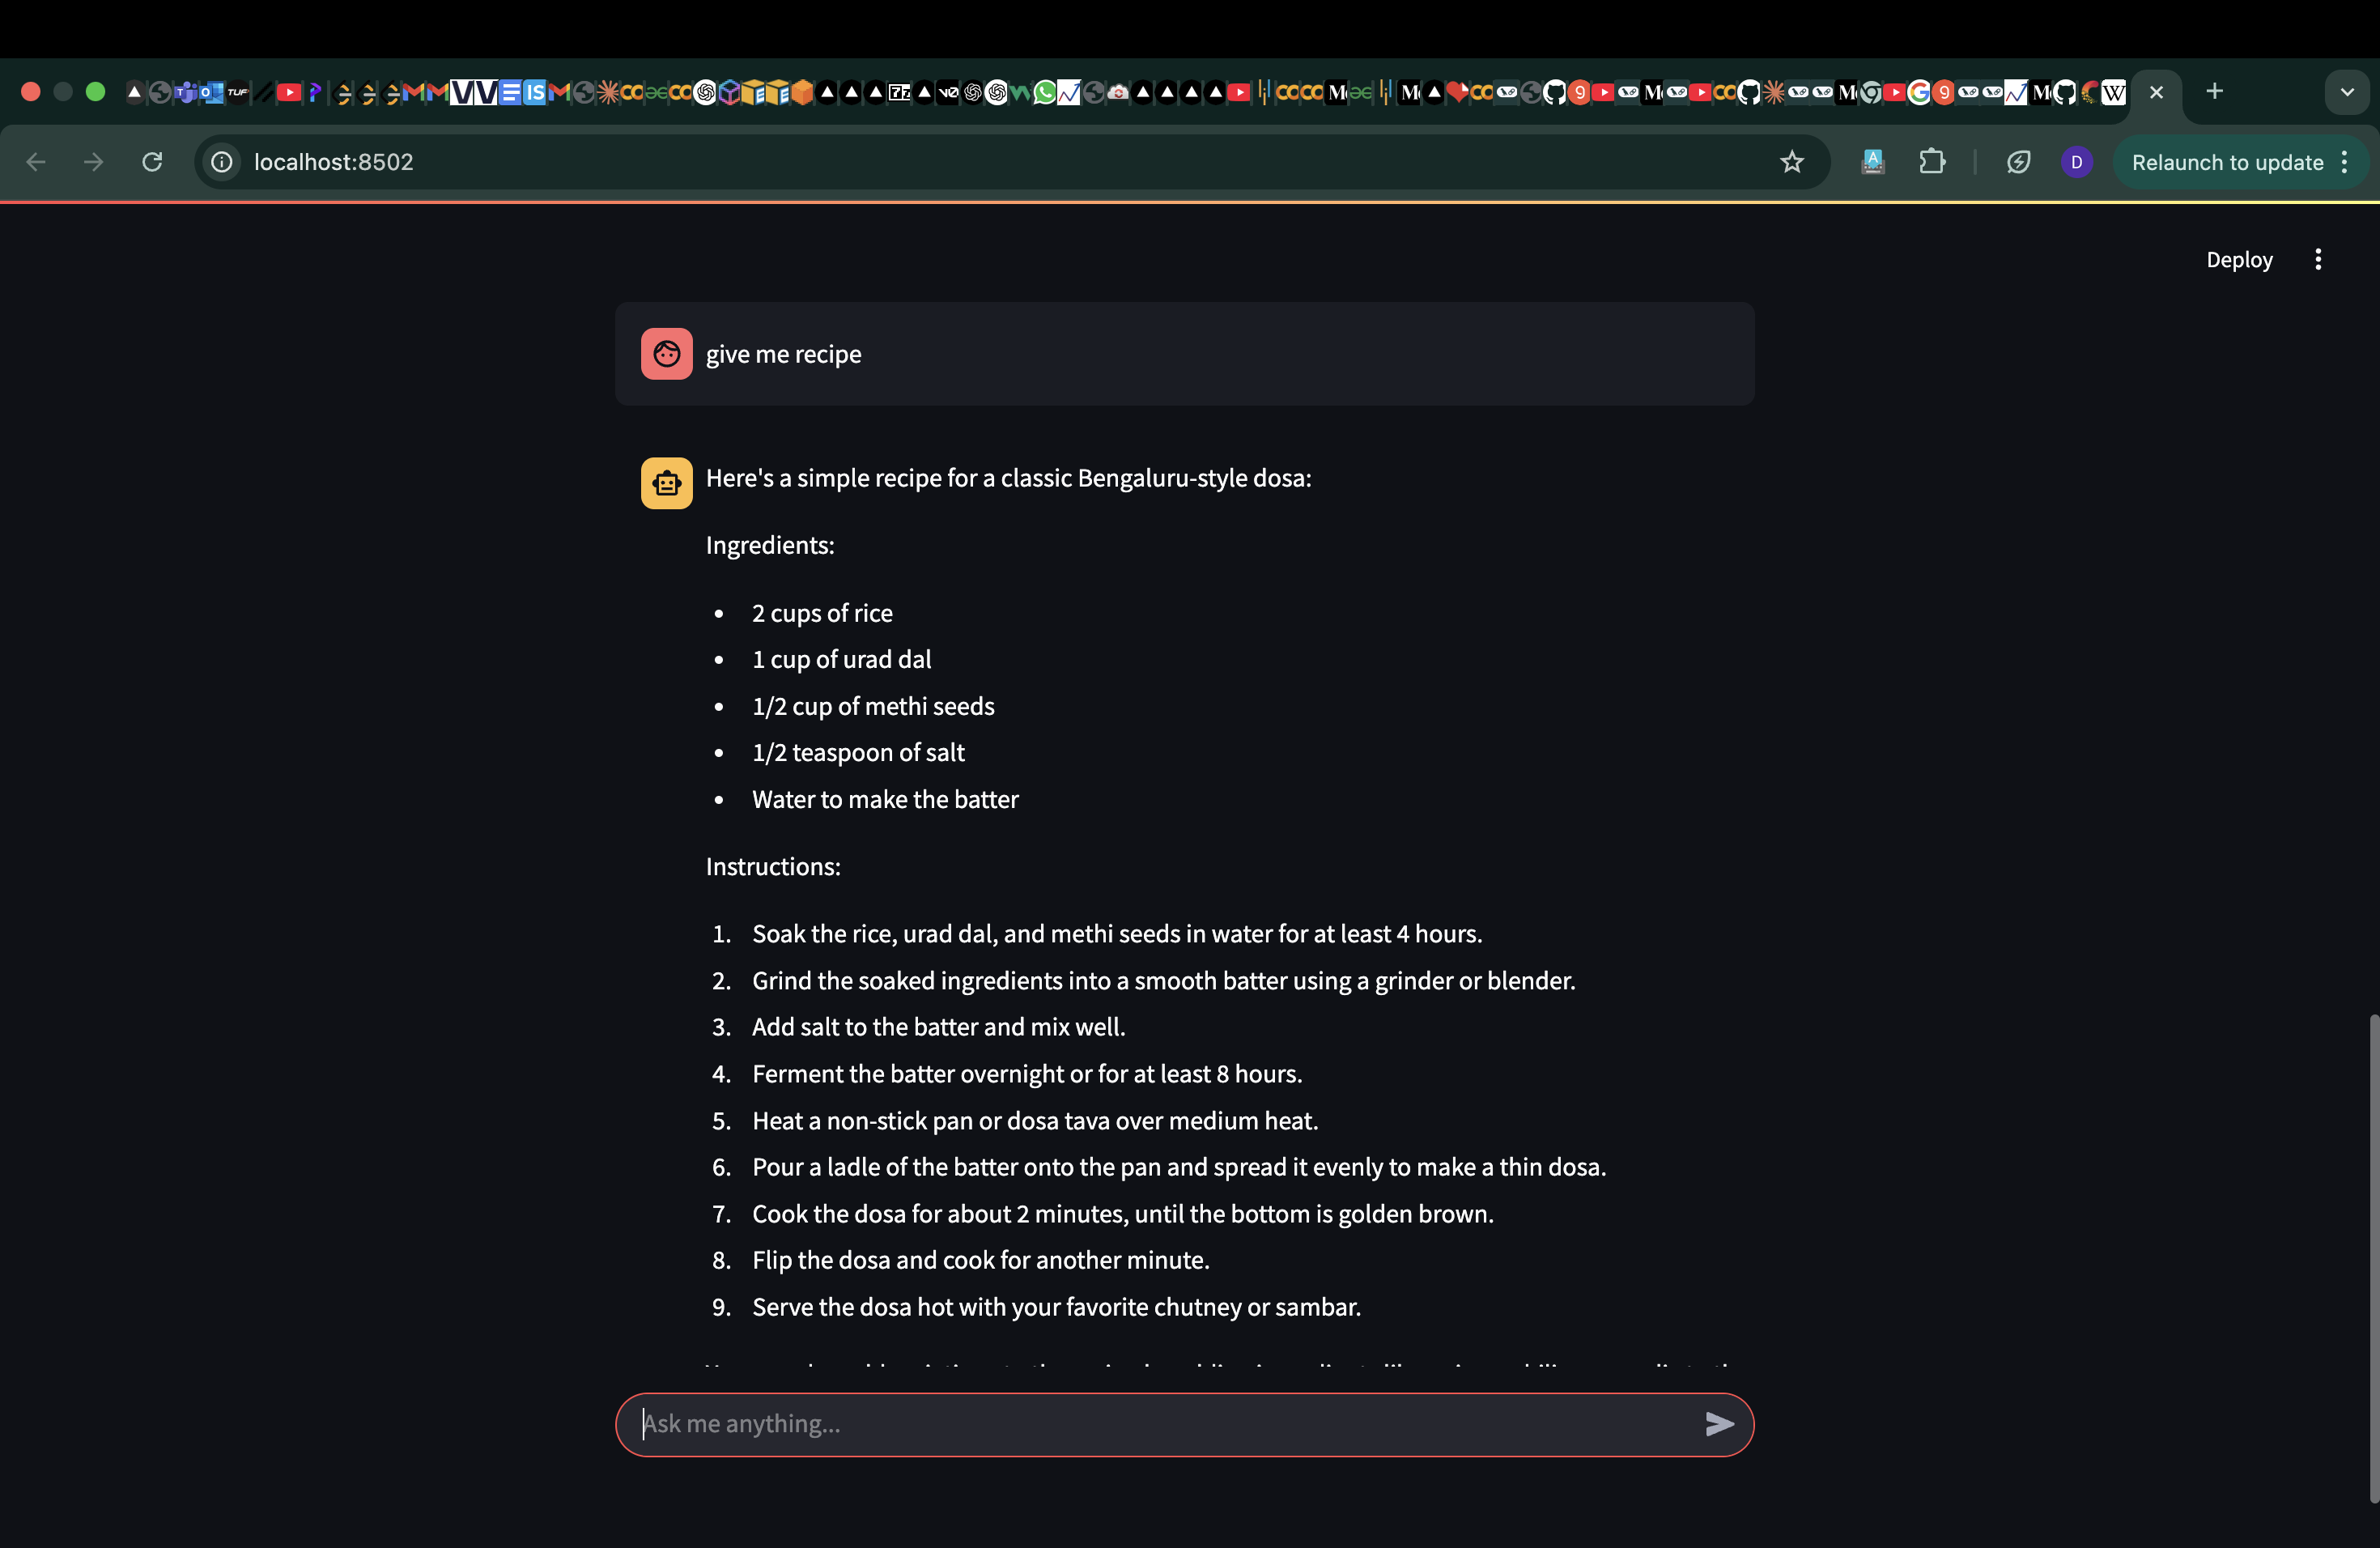 localhost:8502
Relaunch to update
Deploy
give me recipe
Here's a simple recipe for a classic Bengaluru-style dosa:
Ingredients:
• 2 cups of rice
• 1 cup of urad dal
• 1/2 cup of methi seeds
• 1/2 teaspoon of salt
• Water to make the batter
Instructions:
1. Soak the rice, urad dal, and methi seeds in water for at least 4 hours.
2. Grind the soaked ingredients into a smooth batter using a grinder or blender.
3. Add salt to the batter and mix well.
4. Ferment the batter overnight or for at least 8 hours.
5. Heat a non-stick pan or dosa tava over medium heat.
6. Pour a ladle of the batter onto the pan and spread it evenly to make a thin dosa.
7. Cook the dosa for about 2 minutes, until the bottom is golden brown.
8. Flip the dosa and cook for another minute.
9. Serve the dosa hot with your favorite chutney or sambar.
Ask me anything...